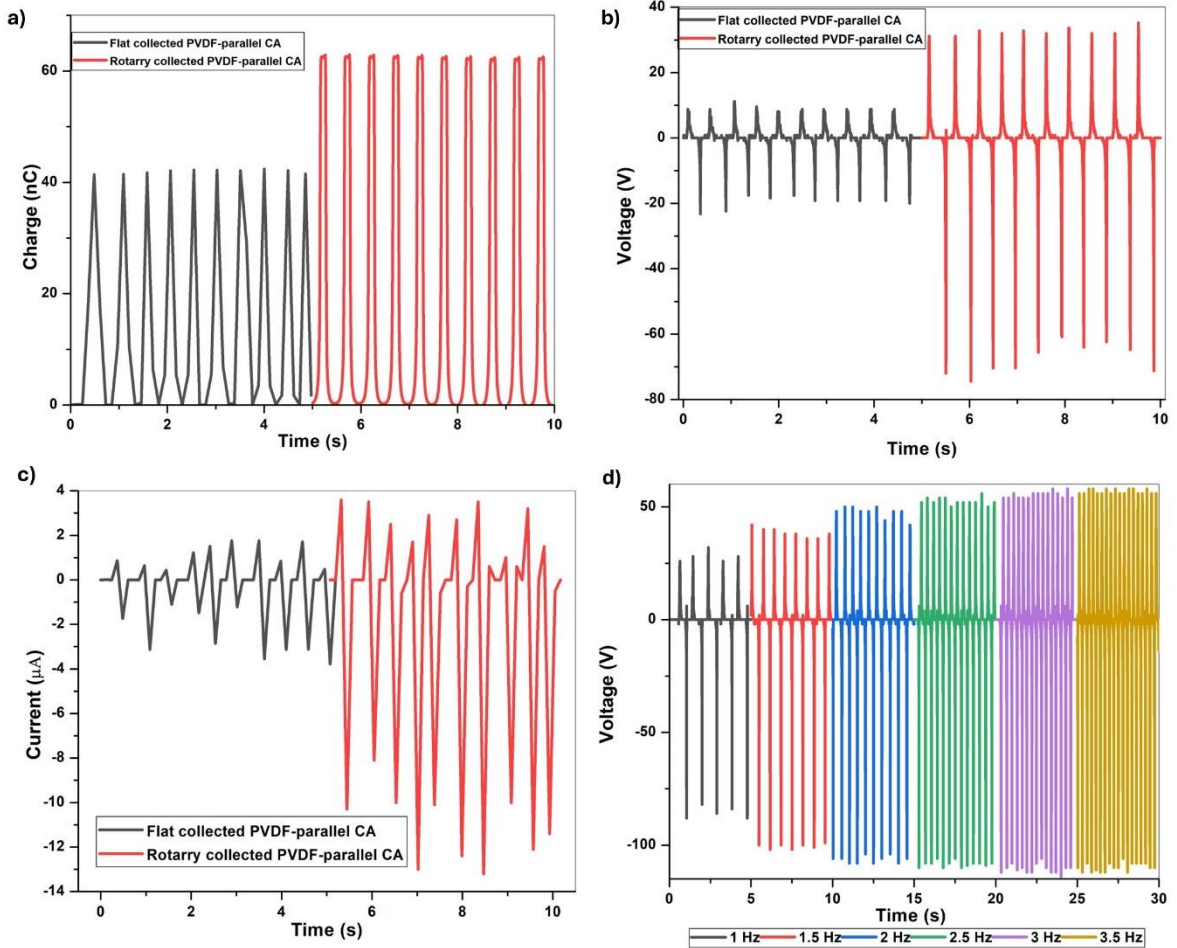 a)
Flat collected PVDF-parallel CA
Rotarry collected PVDF-parallel CA
60
40
20
0
Charge (nC)
0 2 4 6 8 10
Time (s)
b)
Flat collected PVDF-parallel CA
Rotarry collected PVDF-parallel CA
40
20
0
-20
-40
-60
-80
Voltage (V)
0 2 4 6 8 10
Time (s)
c)
4
2
0
-2
-4
-6
-8
-10
-12
-14
Current (μA)
Flat collected PVDF-parallel CA
Rotarry collected PVDF-parallel CA
0 2 4 6 8 10
Time (s)
d)
50
0
-50
-100
Voltage (V)
0 5 10 15 20 25 30
Time (s)
1 Hz 1.5 Hz 2 Hz 2.5 Hz 3 Hz 3.5 Hz